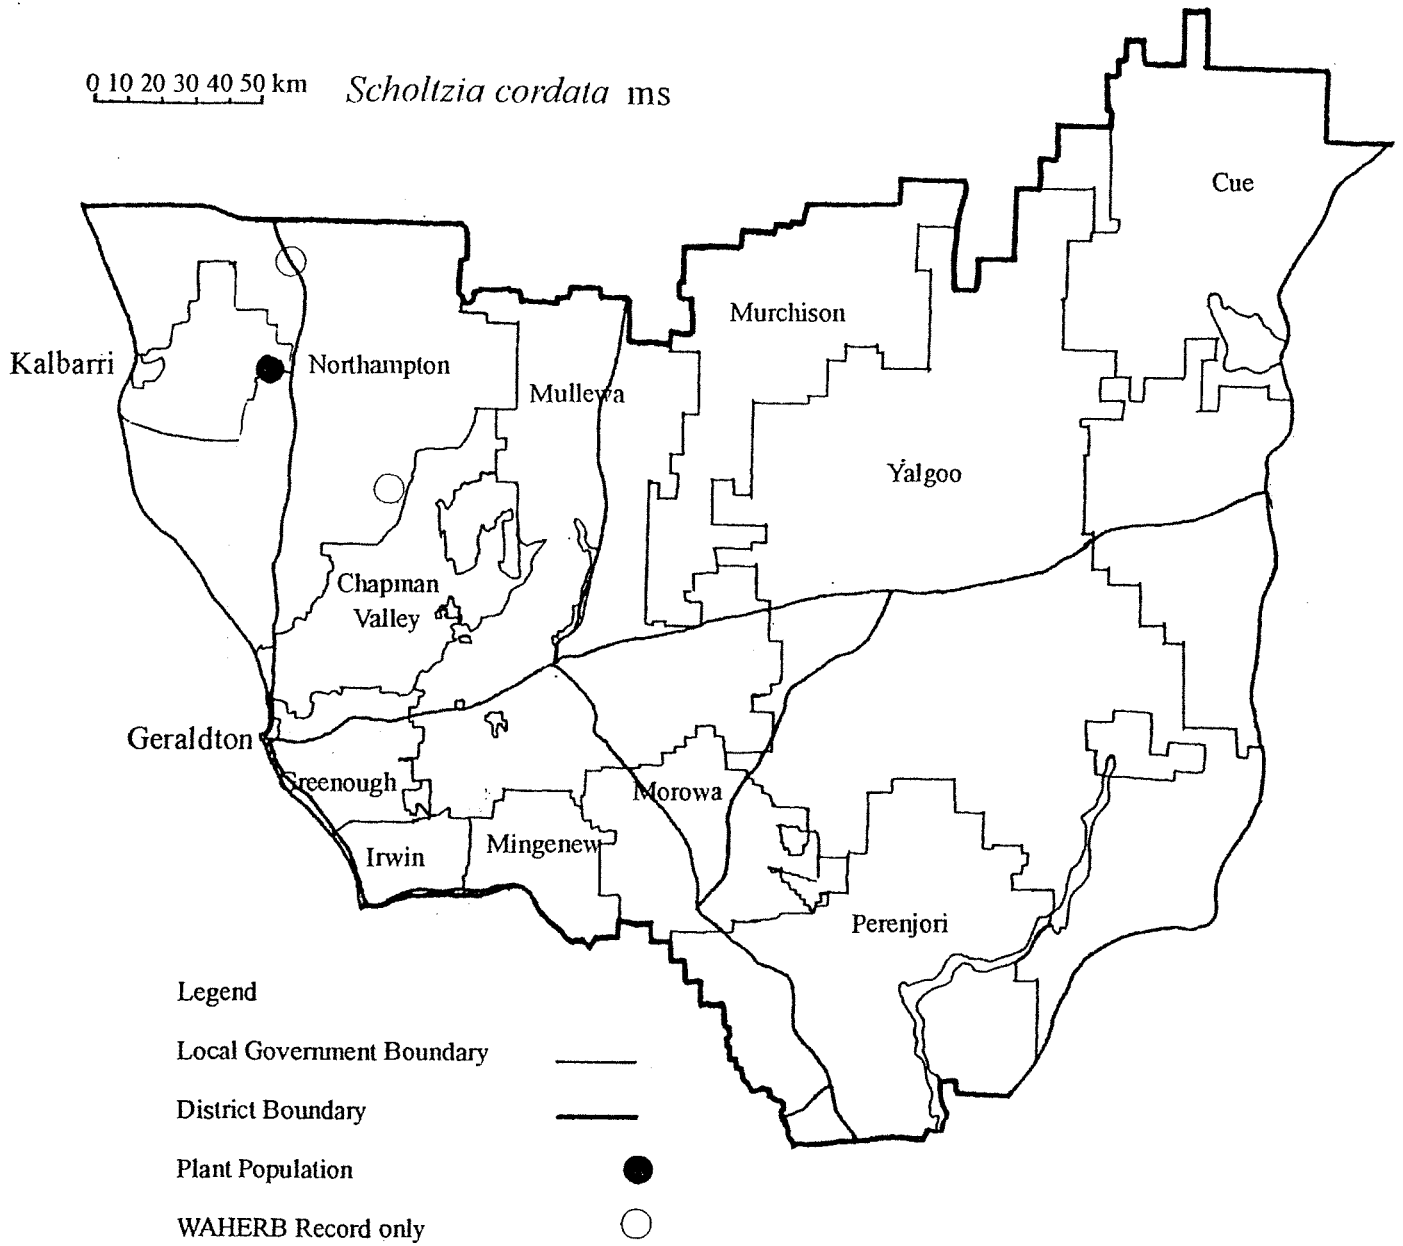 0 10 20 30 40 50 km
Scholtzia cordata ms
Cue
Murchison
Kalbarri
Northampton
Mullewa
Yalgoo
Chapman
Valley
Geraldton
Greenough
Morowa
Irwin
Mingenew
Perenjori
Legend
Local Government Boundary
District Boundary
Plant Population
WAHERB Record only